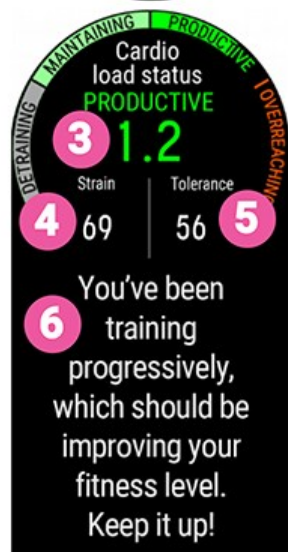 DETRAINING
MAINTAINING
PRODUCTIVE
OVERREACHING
Cardio
load status
PRODUCTIVE
3 1.2
Strain Tolerance
4 69 56 5
6
You've been
training
progressively,
which should be
improving your
fitness level.
Keep it up!